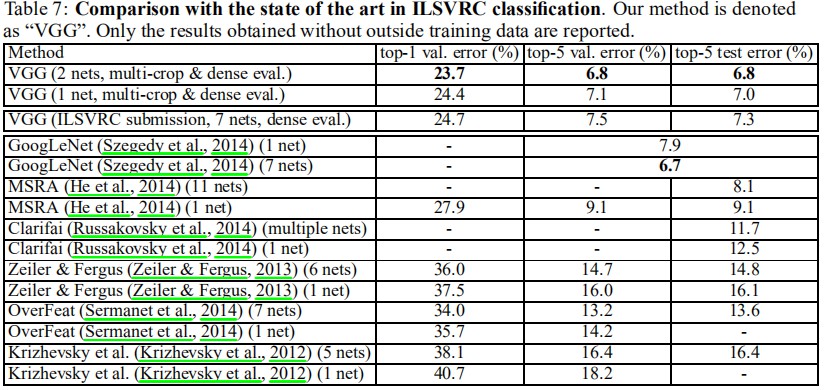 Table 7: Comparison with the state of the art in ILSVRC classification. Our method is denoted
as “VGG”. Only the results obtained without outside training data are reported.
Method top-1 val. error (%) top-5 val. error (%) top-5 test error (%)
VGG (2 nets, multi-crop & dense eval.) 23.7 6.8 6.8
VGG (1 net, multi-crop & dense eval.) 24.4 7.1 7.0
VGG (ILSVRC submission, 7 nets, dense eval.) 24.7 7.5 7.3
GoogLeNet (Szegedy et al., 2014) (1 net) - 7.9
GoogLeNet (Szegedy et al., 2014) (7 nets) - 6.7
MSRA (He et al., 2014) (11 nets) - - 8.1
MSRA (He et al., 2014) (1 net) 27.9 9.1 9.1
Clarifai (Russakovsky et al., 2014) (multiple nets) - - 11.7
Clarifai (Russakovsky et al., 2014) (1 net) - - 12.5
Zeiler & Fergus (Zeiler & Fergus, 2013) (6 nets) 36.0 14.7 14.8
Zeiler & Fergus (Zeiler & Fergus, 2013) (1 net) 37.5 16.0 16.1
OverFeat (Sermanet et al., 2014) (7 nets) 34.0 13.2 13.6
OverFeat (Sermanet et al., 2014) (1 net) 35.7 14.2 -
Krizhevsky et al. (Krizhevsky et al., 2012) (5 nets) 38.1 16.4 16.4
Krizhevsky et al. (Krizhevsky et al., 2012) (1 net) 40.7 18.2 -